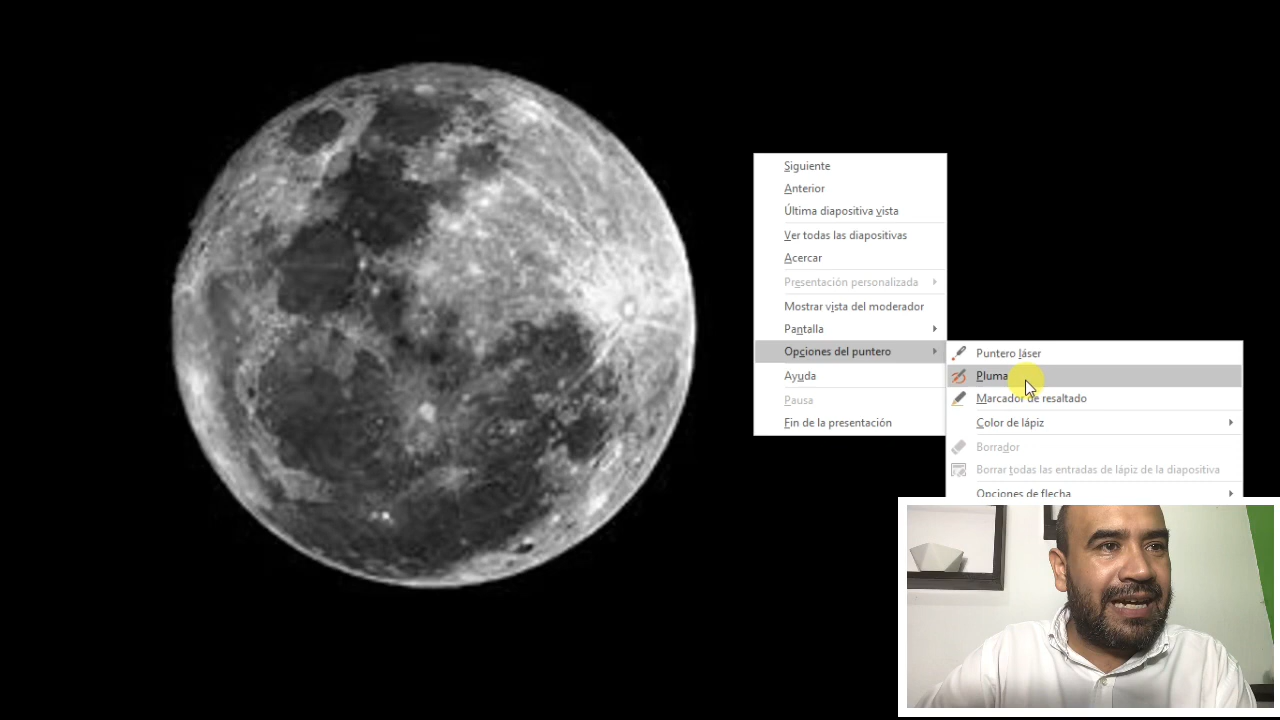 Siguiente
Anterior
Última diapositiva vista
Ver todas las diapositivas
Acercar
Presentación personalizada
Mostrar vista del moderador
Pantalla
Opciones del puntero
Ayuda
Pausa
Fin de la presentación
Puntero láser
Pluma
Marcador de resaltado
Color de lápiz
Borrador
Borrar todas las entradas de lápiz de la diapositiva
Opciones de flecha